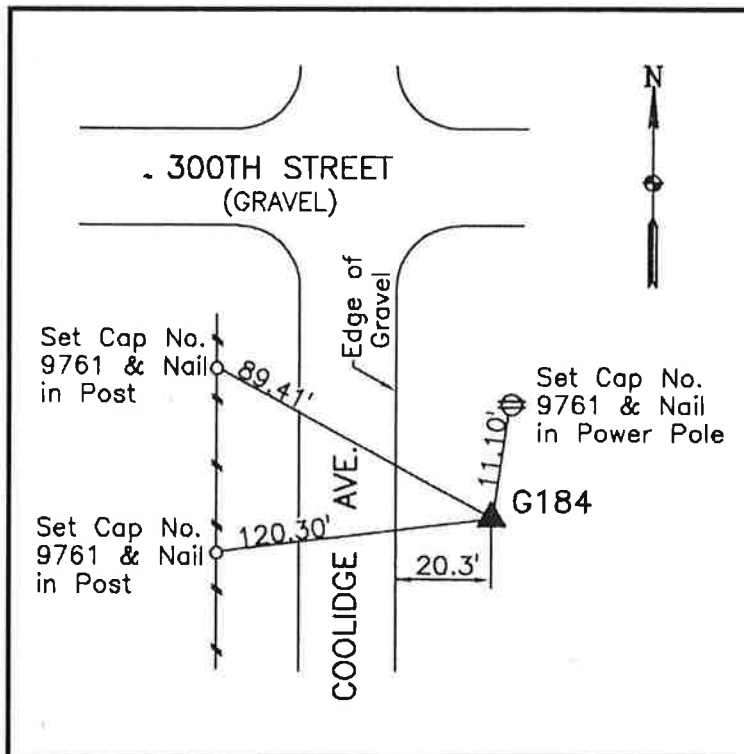 N
300TH STREET
(GRAVEL)
Edge of
Gravel
Set Cap No.
9761 & Nail
in Post
89.41'
Set Cap No.
9761 & Nail
in Power Pole
11.10'
G184
Set Cap No.
9761 & Nail
in Post
120.30'
20.3'
COOLIDGE AVE.